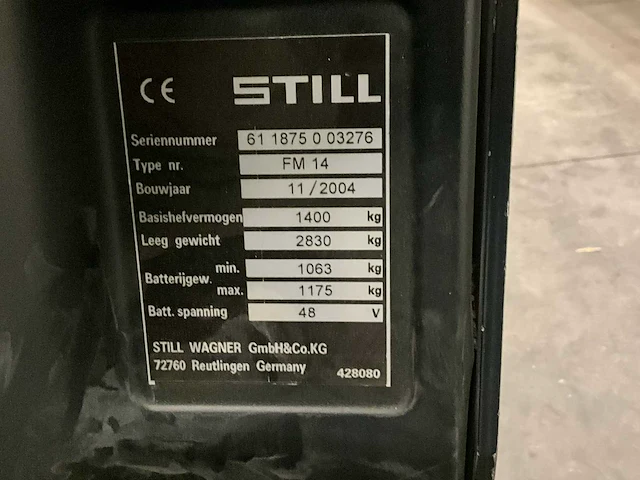 CE STILL
Seriennummer 61 1875 0 03276
Type nr. FM 14
Bouwjaar 11/2004
Basishefvermogen 1400 kg
Leeg gewicht 2830 kg
Batterijgew. min. 1063 kg
max. 1175 kg
Batt. spanning 48 V
STILL WAGNER GmbH&Co.KG
72760 Reutlingen Germany 428080